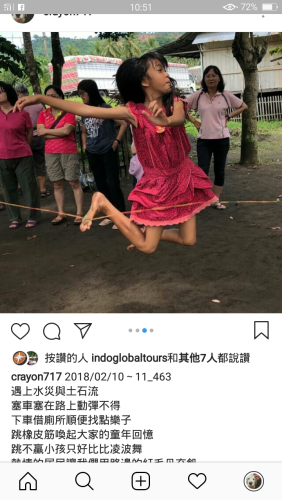 10:51
72%
crayon717
按讚的人 indoglobaltours和其他7人都說讚
crayon717 2018/02/10 ~ 11_463
遇上水災與土石流
塞車塞在路上動彈不得
下車借廁所順便找點樂子
跳橡皮筋喚起大家的童年回憶
跳不贏小孩只好比比凌波舞